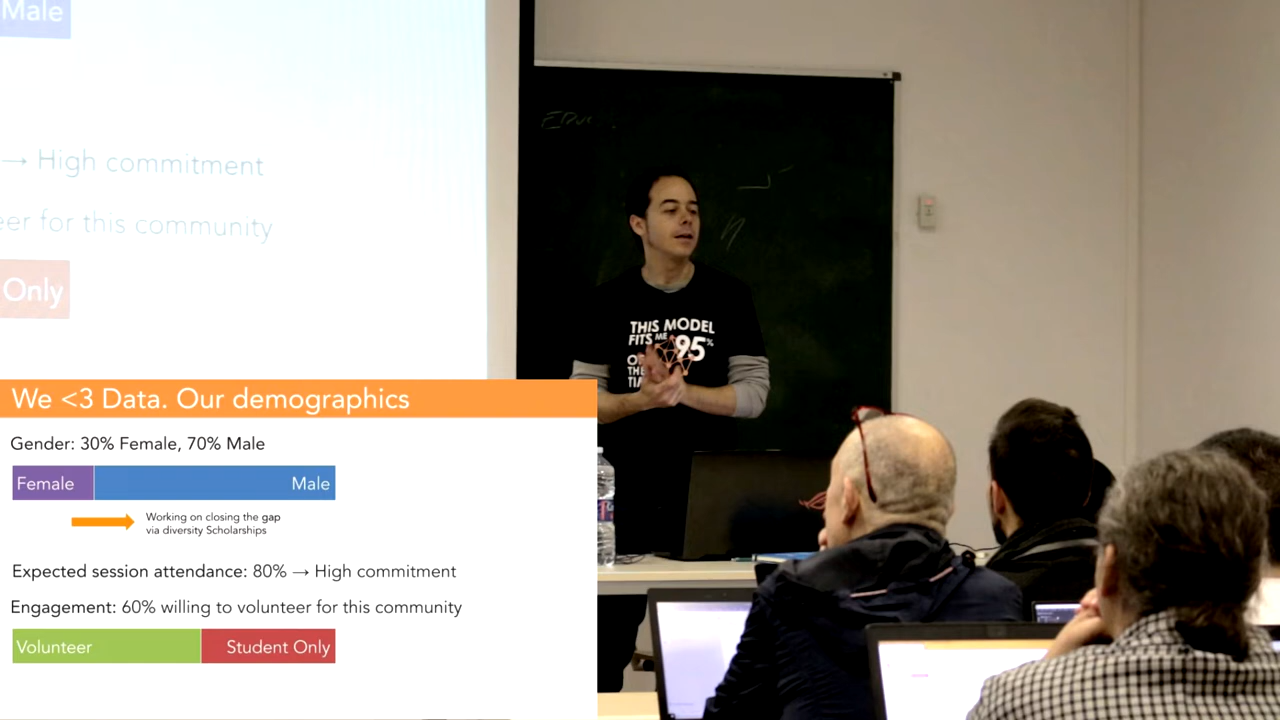 Male
→ High commitment
eer for this community
Only
THIS MODEL
FITS ME 95%
THE
We <3 Data. Our demographics
Gender: 30% Female, 70% Male
Female Male
Working on closing the gap
via diversity Scholarships
Expected session attendance: 80% → High commitment
Engagement: 60% willing to volunteer for this community
Volunteer Student Only